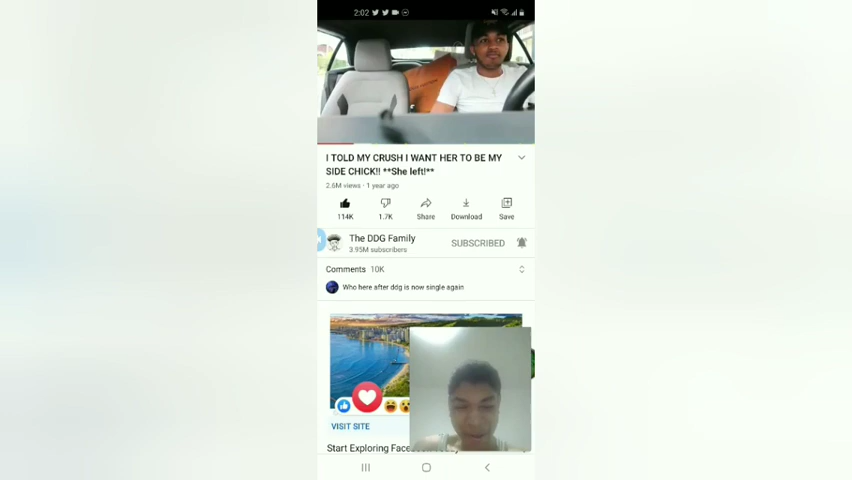 2:02
I TOLD MY CRUSH I WANT HER TO BE MY
SIDE CHICK!! **She left!**
2.6M views · 1 year ago
114K
1.7K
Share
Download
Save
The DDG Family
3.95M subscribers
SUBSCRIBED
Comments 10K
Who here after ddg is now single again
VISIT SITE
Start Exploring